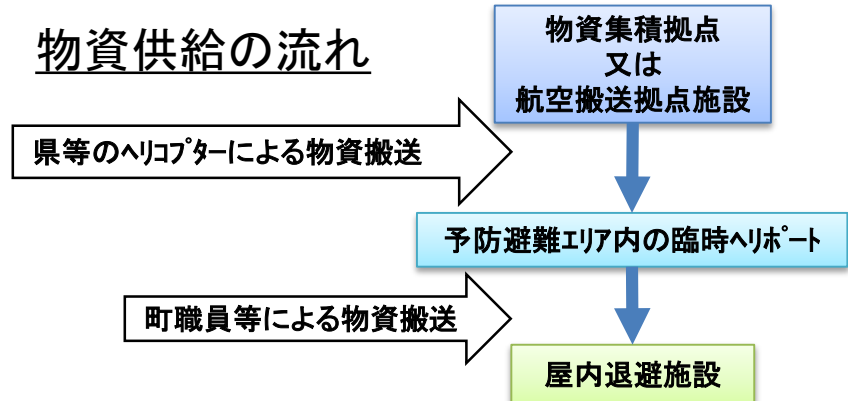 物資供給の流れ
物資集積拠点
又は
航空搬送拠点施設
県等のﾍﾘｺﾌﾟﾀｰによる物資搬送
予防避難ｴﾘｱ内の臨時ﾍﾘﾎﾟｰﾄ
町職員等による物資搬送
屋内退避施設